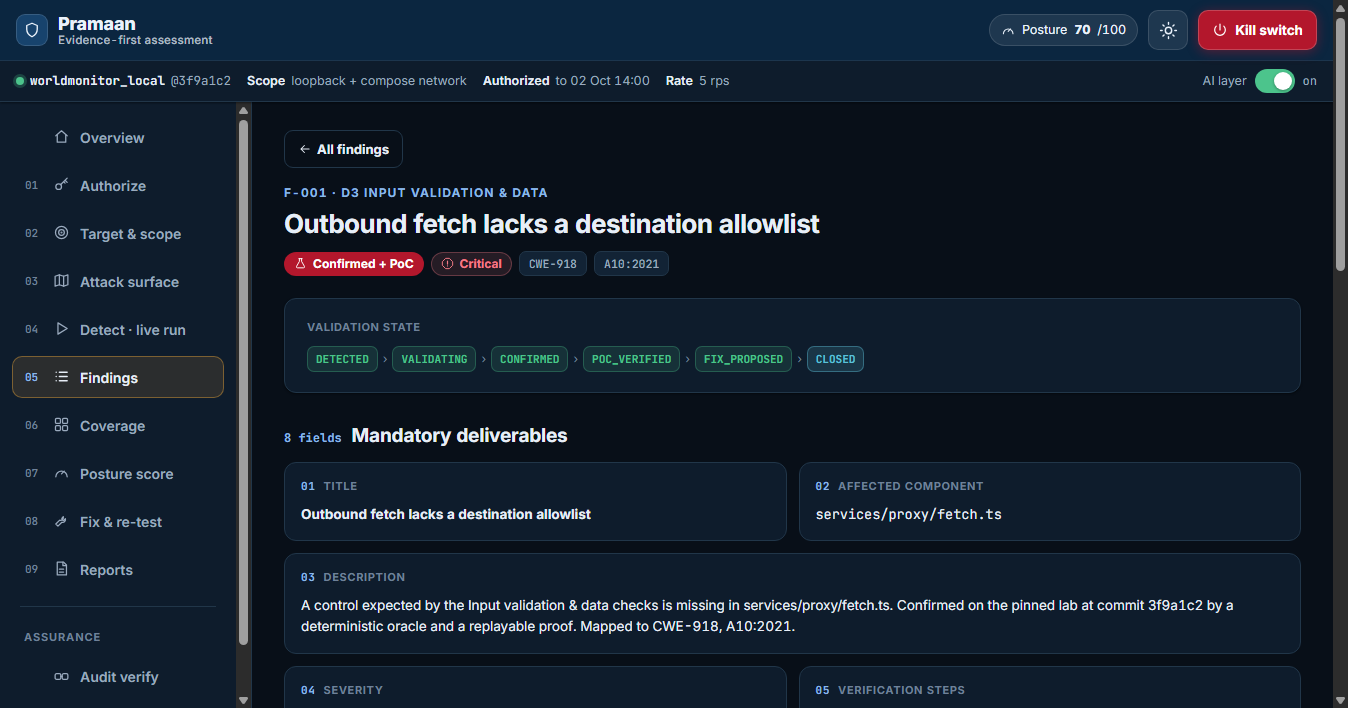 Pramaan
Evidence-first assessment
Posture 70 /100
Kill switch
worldmonitor_local @3f9a1c2 Scope loopback + compose network Authorized to 02 Oct 14:00 Rate 5 rps
AI layer on
Overview
01 Authorize
02 Target & scope
03 Attack surface
04 Detect · live run
05 Findings
06 Coverage
07 Posture score
08 Fix & re-test
09 Reports
ASSURANCE
Audit verify
← All findings
F-001 · D3 INPUT VALIDATION & DATA
Outbound fetch lacks a destination allowlist
Confirmed + PoC Critical CWE-918 A10:2021
VALIDATION STATE
DETECTED › VALIDATING › CONFIRMED › POC_VERIFIED › FIX_PROPOSED › CLOSED
8 fields Mandatory deliverables
01 TITLE
Outbound fetch lacks a destination allowlist
02 AFFECTED COMPONENT
services/proxy/fetch.ts
03 DESCRIPTION
A control expected by the Input validation & data checks is missing in services/proxy/fetch.ts. Confirmed on the pinned lab at commit 3f9a1c2 by a
deterministic oracle and a replayable proof. Mapped to CWE-918, A10:2021.
04 SEVERITY
05 VERIFICATION STEPS